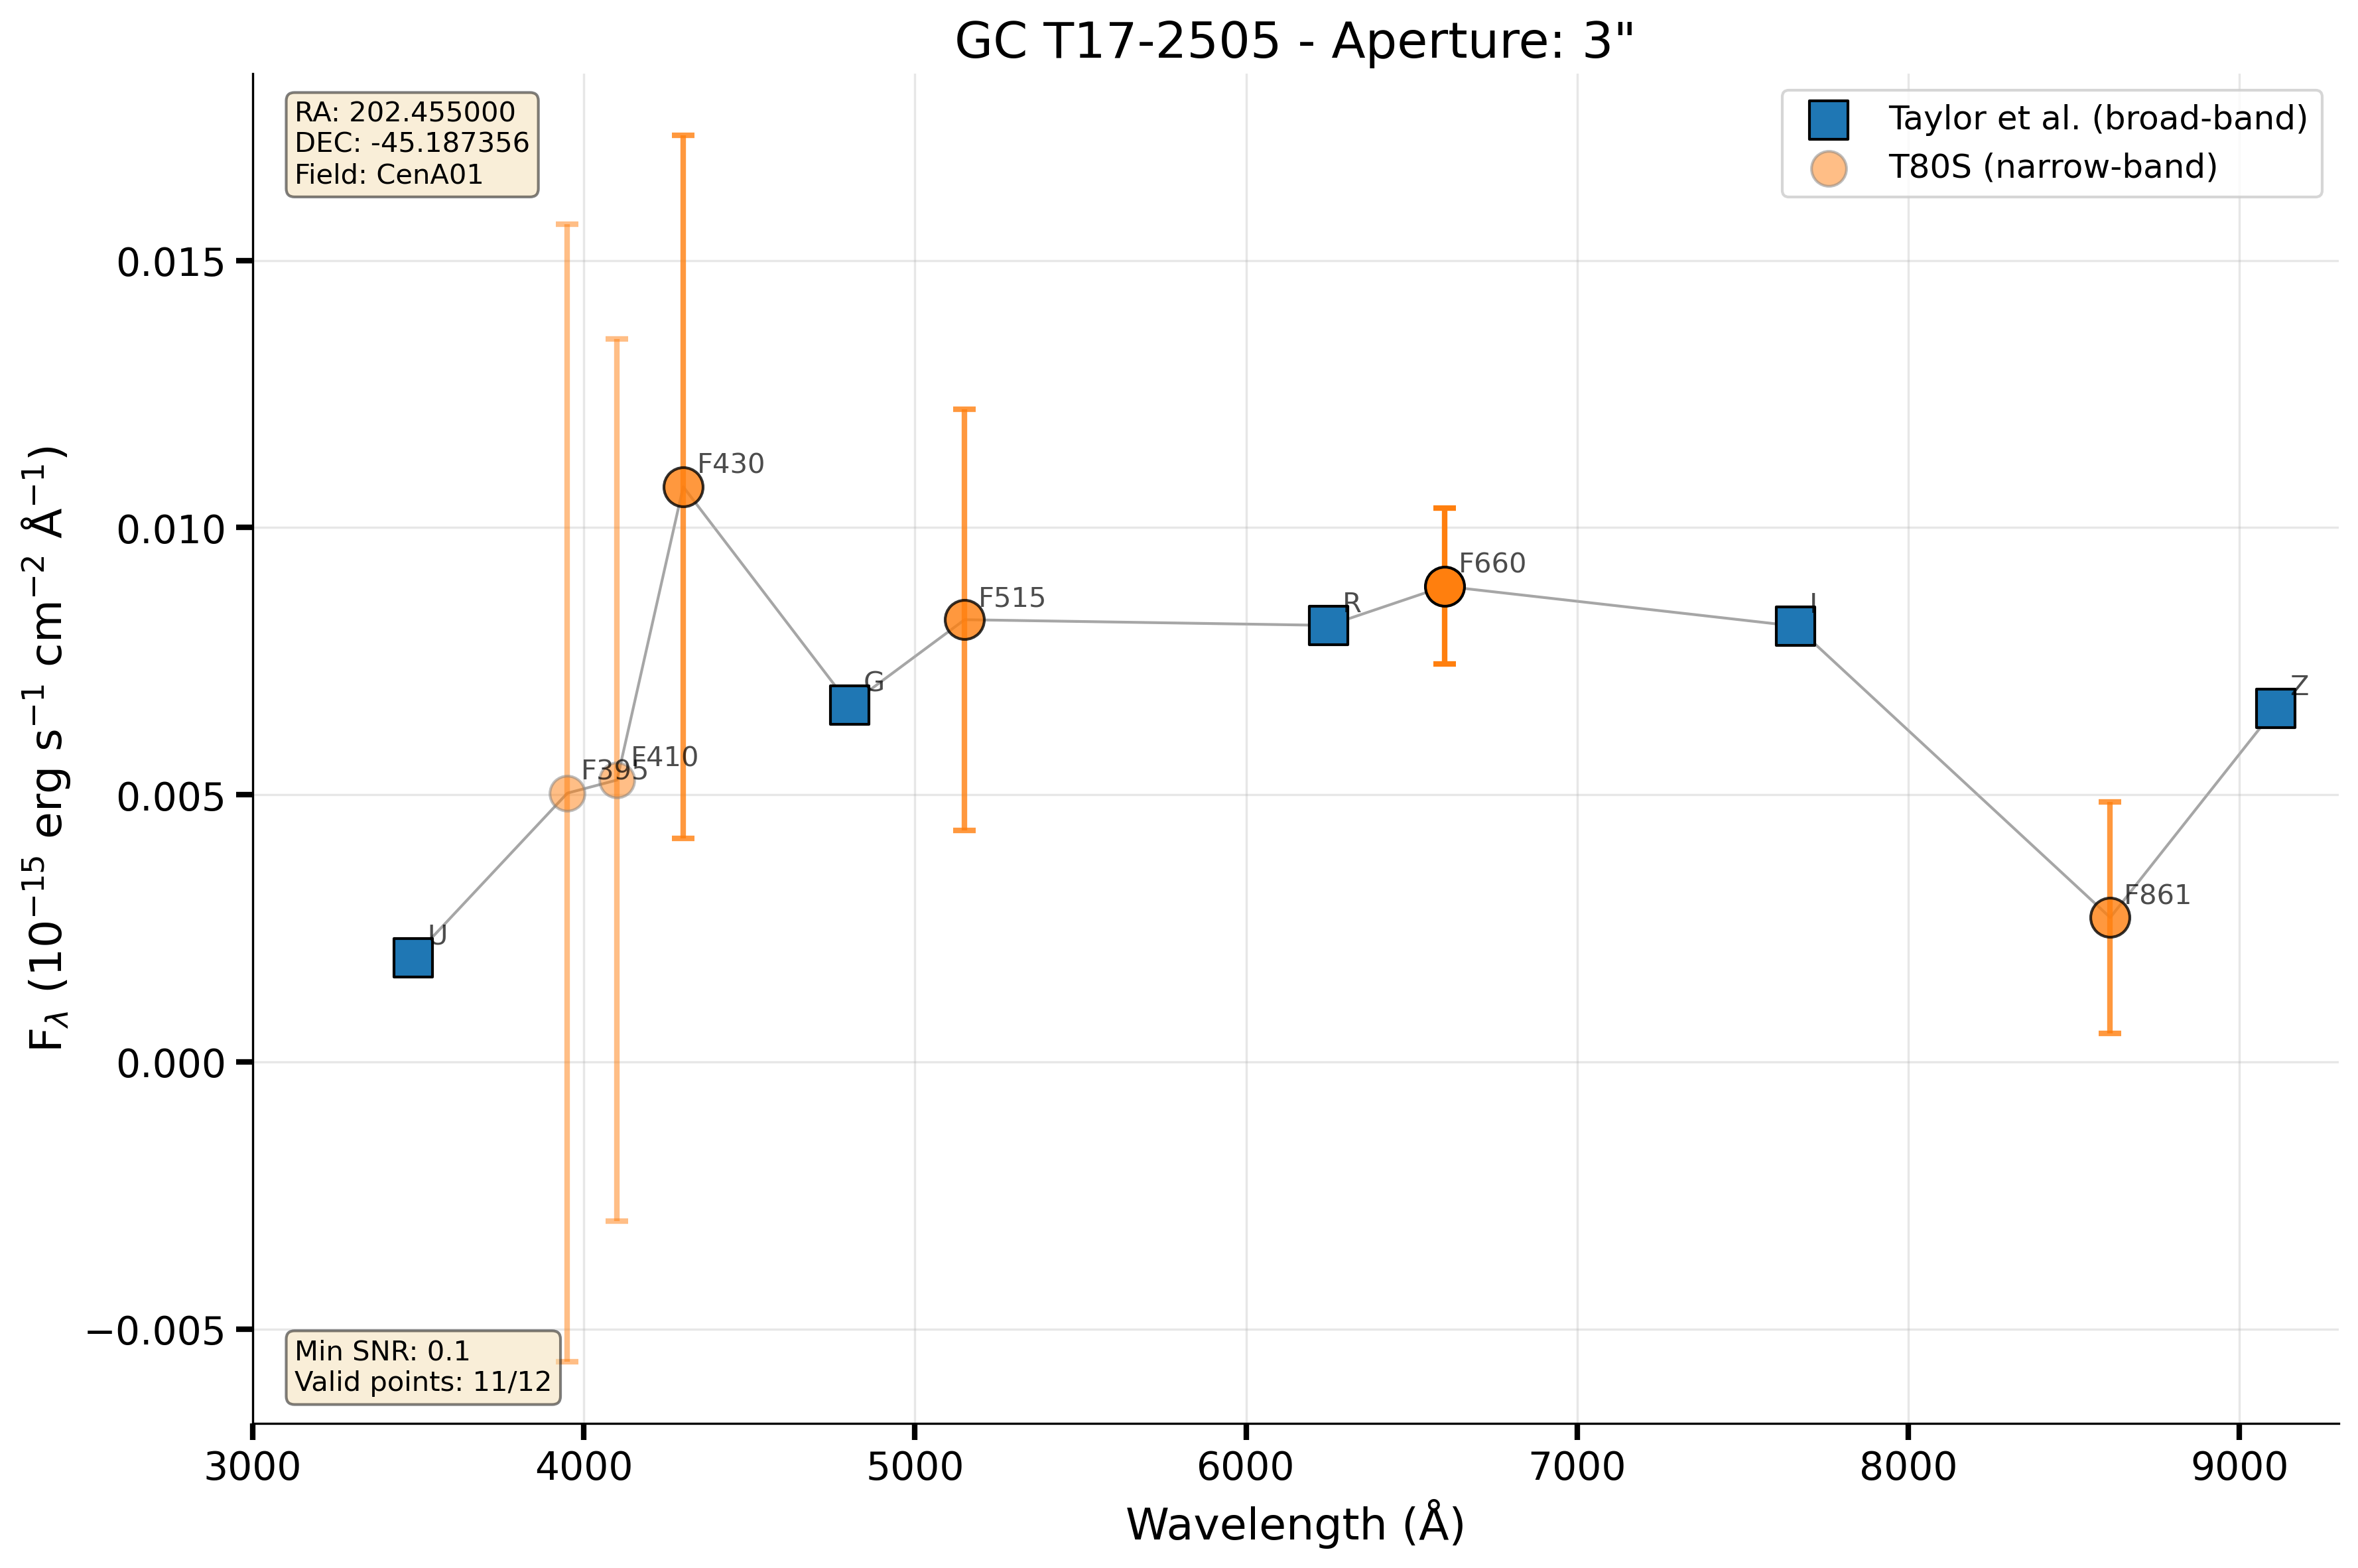 GC T17-2505 - Aperture: 3"
RA: 202.455000
DEC: -45.187356
Field: CenA01
Taylor et al. (broad-band)
T80S (narrow-band)
F_λ (10⁻¹⁵ erg s⁻¹ cm⁻² Å⁻¹)
0.015
0.010
0.005
0.000
−0.005
U
F395
F410
F430
G
F515
R
F660
I
F861
Z
Min SNR: 0.1
Valid points: 11/12
3000 4000 5000 6000 7000 8000 9000
Wavelength (Å)